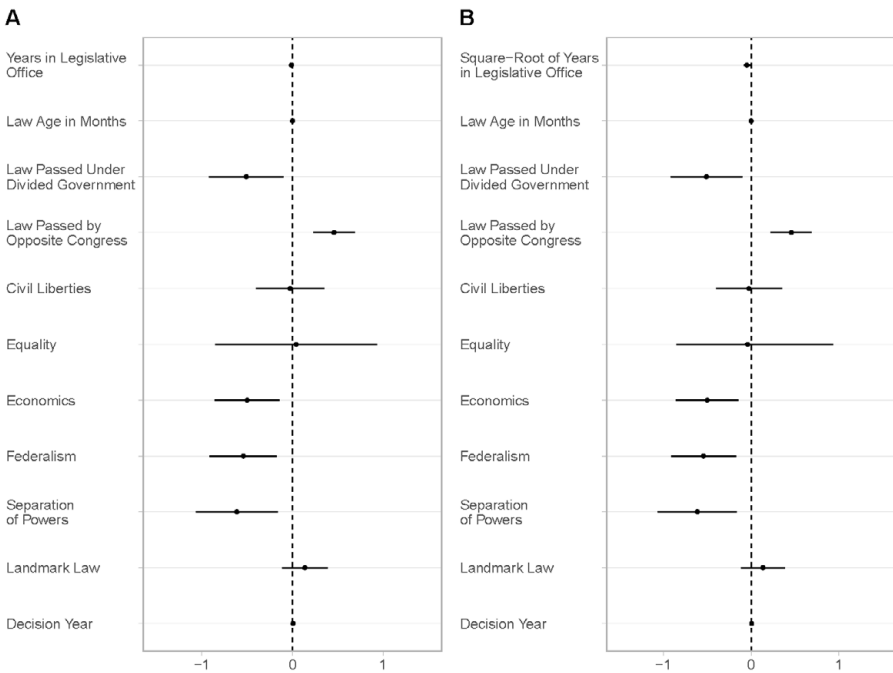 A
Years in Legislative
Office
Law Age in Months
Law Passed Under
Divided Government
Law Passed by
Opposite Congress
Civil Liberties
Equality
Economics
Federalism
Separation
of Powers
Landmark Law
Decision Year
−1 0 1
B
Square−Root of Years
in Legislative Office
Law Age in Months
Law Passed Under
Divided Government
Law Passed by
Opposite Congress
Civil Liberties
Equality
Economics
Federalism
Separation
of Powers
Landmark Law
Decision Year
−1 0 1